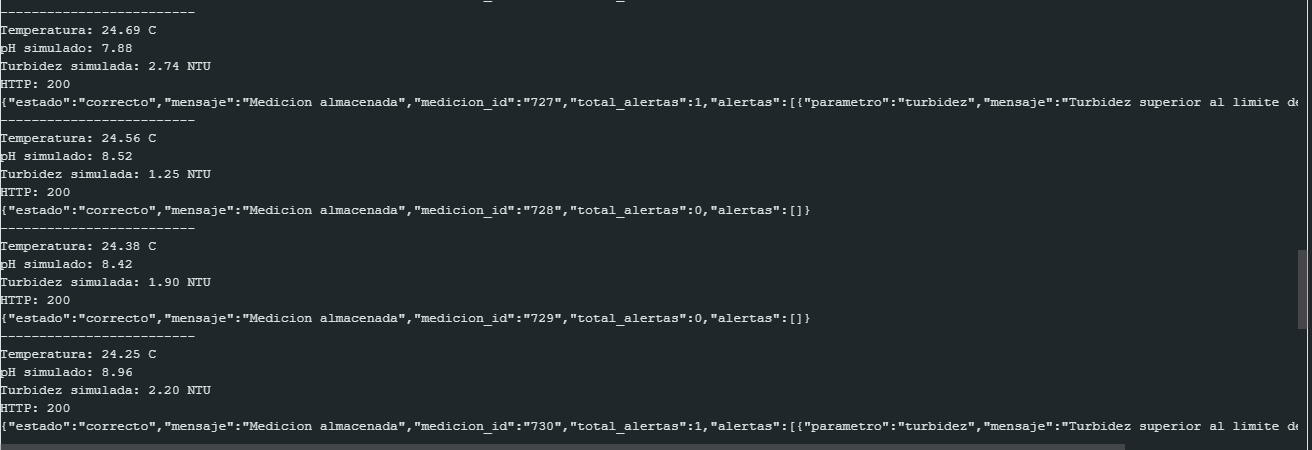 -------------------------
Temperatura: 24.69 C
pH simulado: 7.88
Turbidez simulada: 2.74 NTU
HTTP: 200
{"estado":"correcto","mensaje":"Medicion almacenada","medicion_id":"727","total_alertas":1,"alertas":[{"parametro":"turbidez","mensaje":"Turbidez superior al limite de
-------------------------
Temperatura: 24.56 C
pH simulado: 8.52
Turbidez simulada: 1.25 NTU
HTTP: 200
{"estado":"correcto","mensaje":"Medicion almacenada","medicion_id":"728","total_alertas":0,"alertas":[]}
-------------------------
Temperatura: 24.38 C
pH simulado: 8.42
Turbidez simulada: 1.90 NTU
HTTP: 200
{"estado":"correcto","mensaje":"Medicion almacenada","medicion_id":"729","total_alertas":0,"alertas":[]}
-------------------------
Temperatura: 24.25 C
pH simulado: 8.96
Turbidez simulada: 2.20 NTU
HTTP: 200
{"estado":"correcto","mensaje":"Medicion almacenada","medicion_id":"730","total_alertas":1,"alertas":[{"parametro":"turbidez","mensaje":"Turbidez superior al limite de